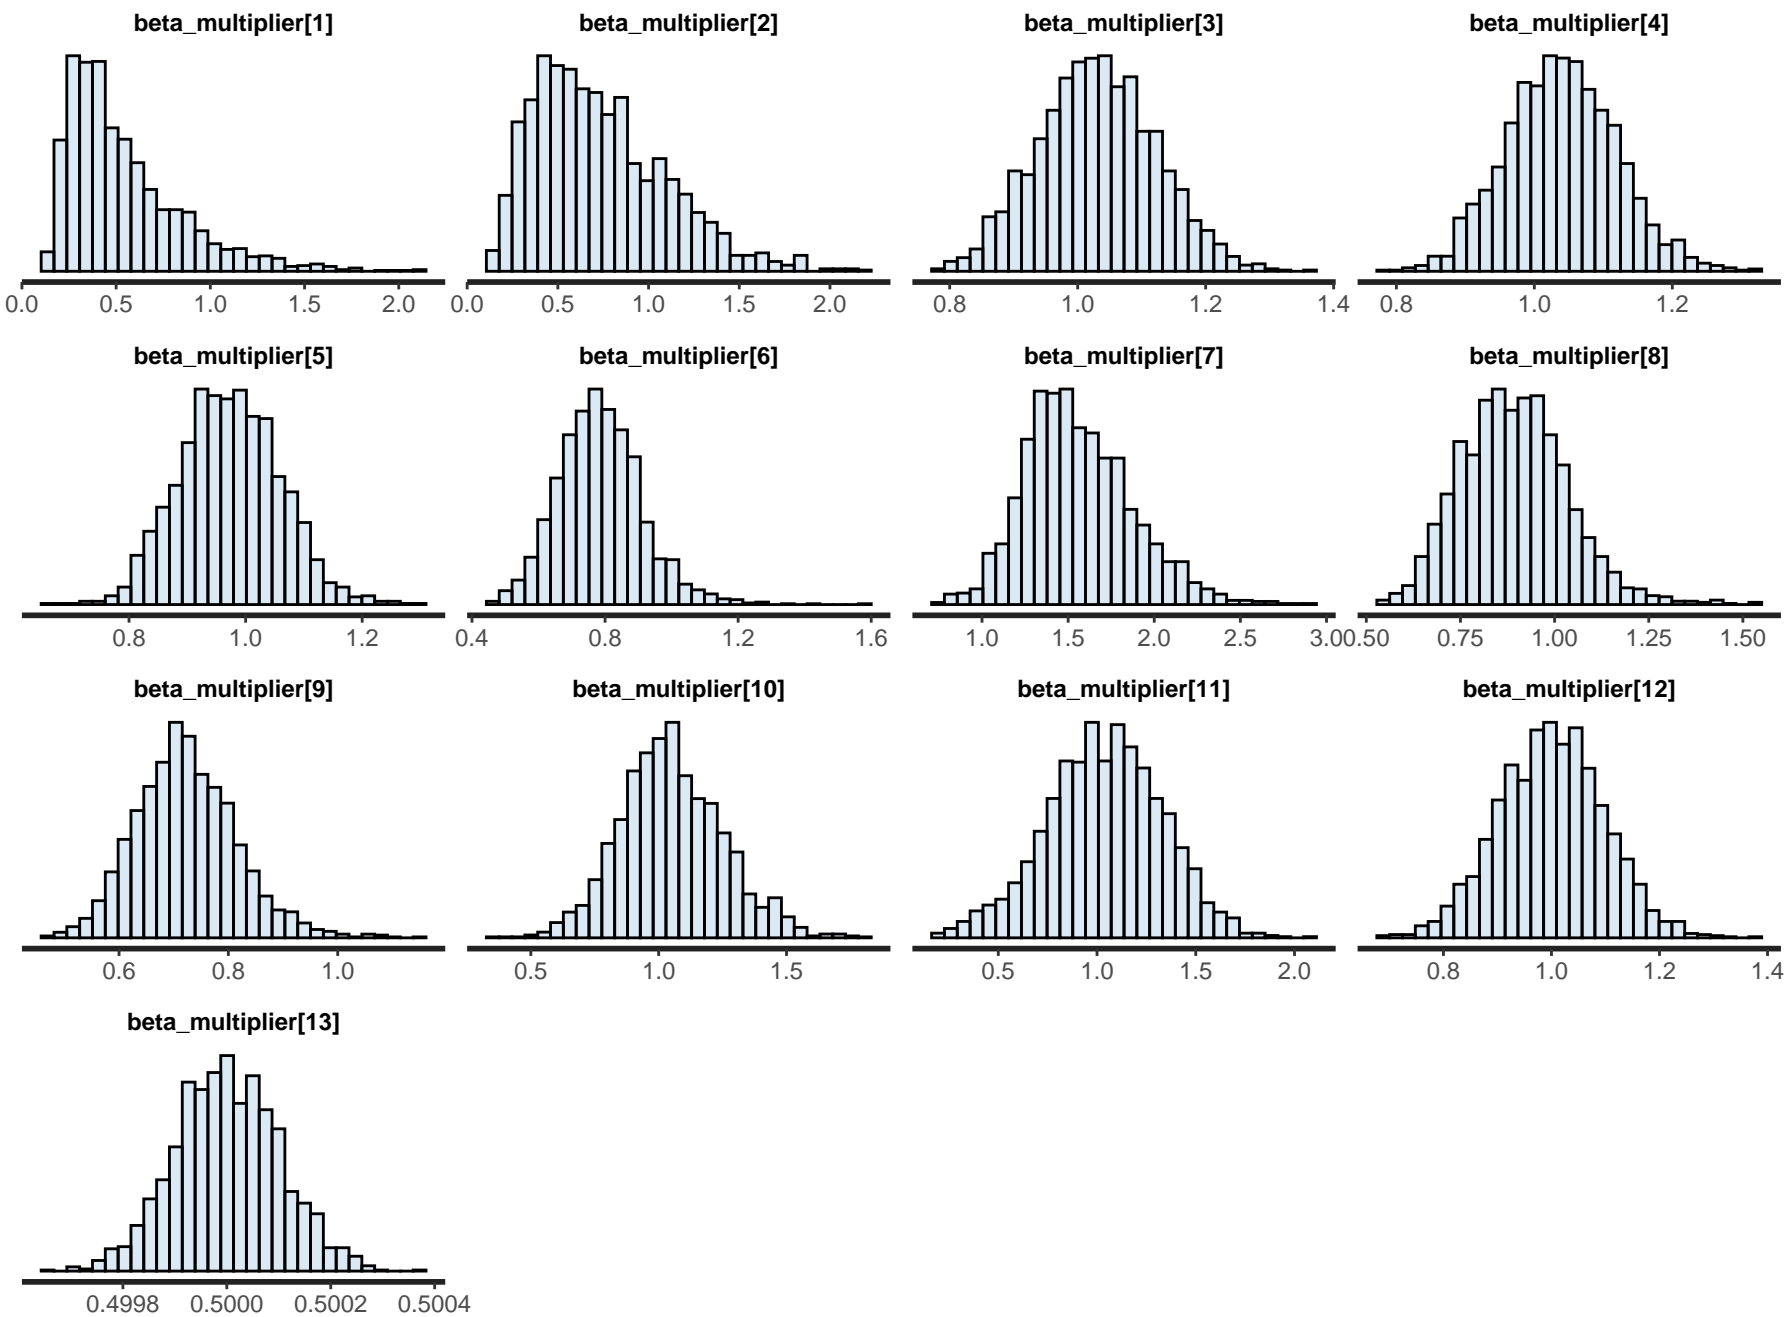 beta_multiplier[1] beta_multiplier[2] beta_multiplier[3] beta_multiplier[4]
0.0 0.5 1.0 1.5 2.0 0.0 0.5 1.0 1.5 2.0 0.8 1.0 1.2 1.4 0.8 1.0 1.2
beta_multiplier[5] beta_multiplier[6] beta_multiplier[7] beta_multiplier[8]
0.8 1.0 1.2 0.4 0.8 1.2 1.6 1.0 1.5 2.0 2.5 3.0 0.50 0.75 1.00 1.25 1.50
beta_multiplier[9] beta_multiplier[10] beta_multiplier[11] beta_multiplier[12]
0.6 0.8 1.0 0.5 1.0 1.5 0.5 1.0 1.5 2.0 0.8 1.0 1.2 1.4
beta_multiplier[13]
0.4998 0.5000 0.5002 0.5004